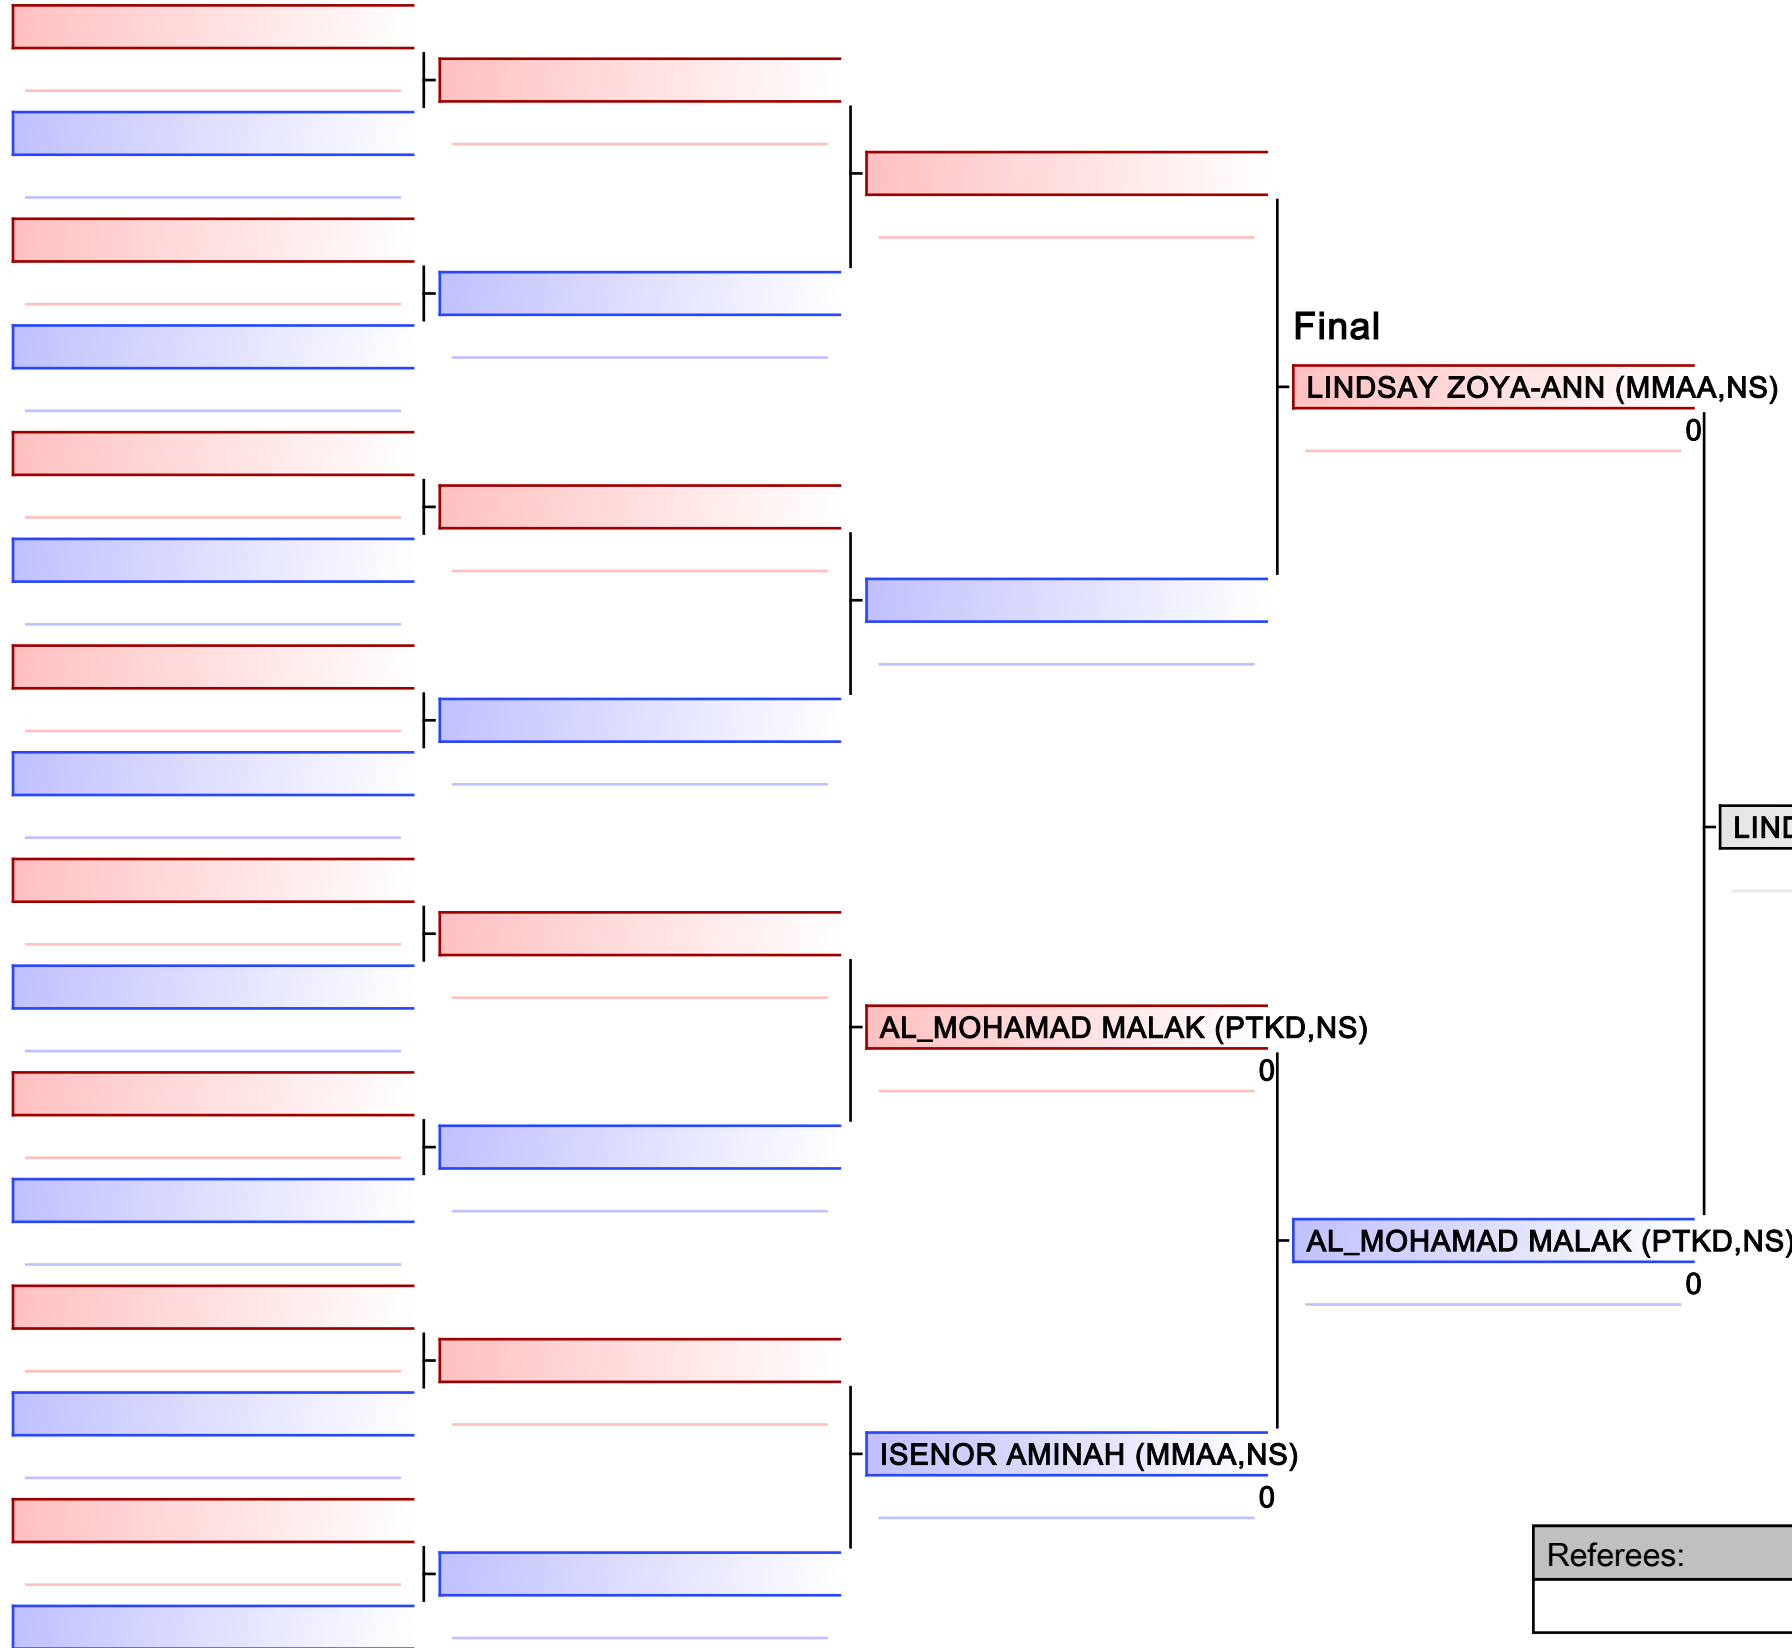 Final
LINDSAY ZOYA-ANN (MMAA,NS)
0
LIND
AL_MOHAMAD MALAK (PTKD,NS)
0
AL_MOHAMAD MALAK (PTKD,NS)
0
ISENOR AMINAH (MMAA,NS)
0
Referees: